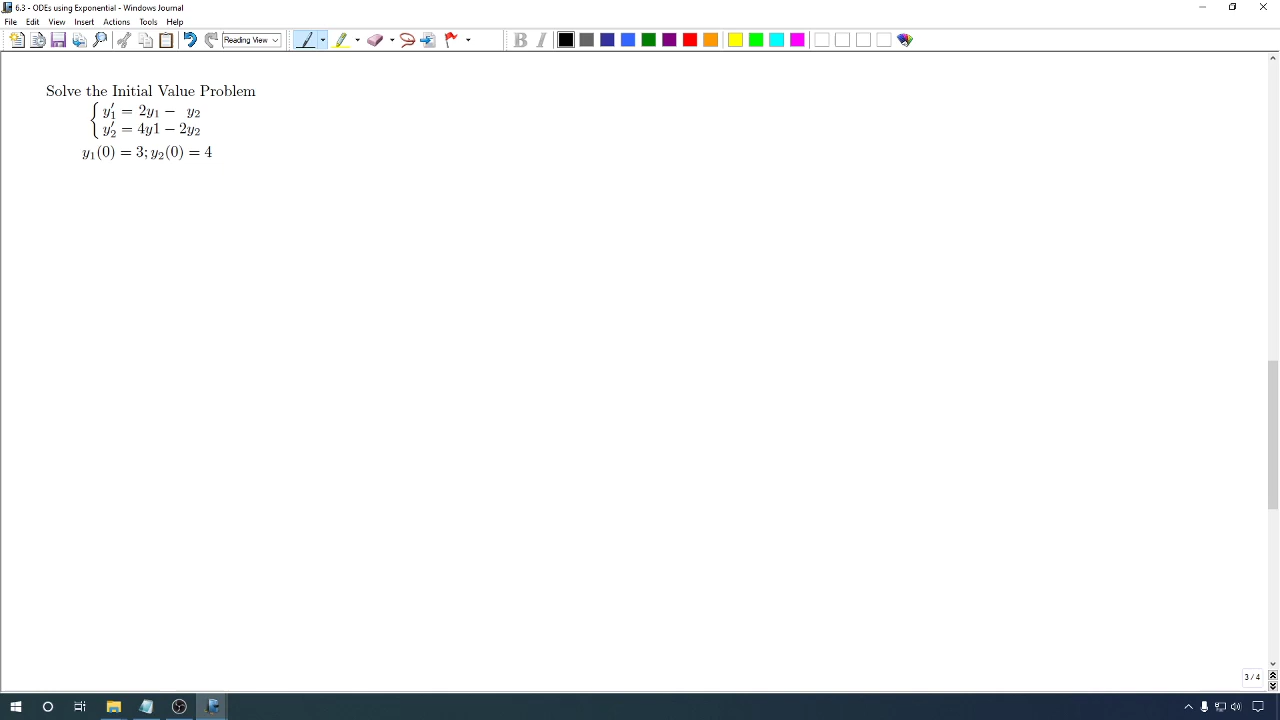 6.3 - ODEs using Exponential - Windows Journal
File Edit View Insert Actions Tools Help
Reading View
B I
Solve the Initial Value Problem
y₁′ = 2y₁ − y₂
y₂′ = 4y1 − 2y₂
y₁(0) = 3; y₂(0) = 4
3 / 4